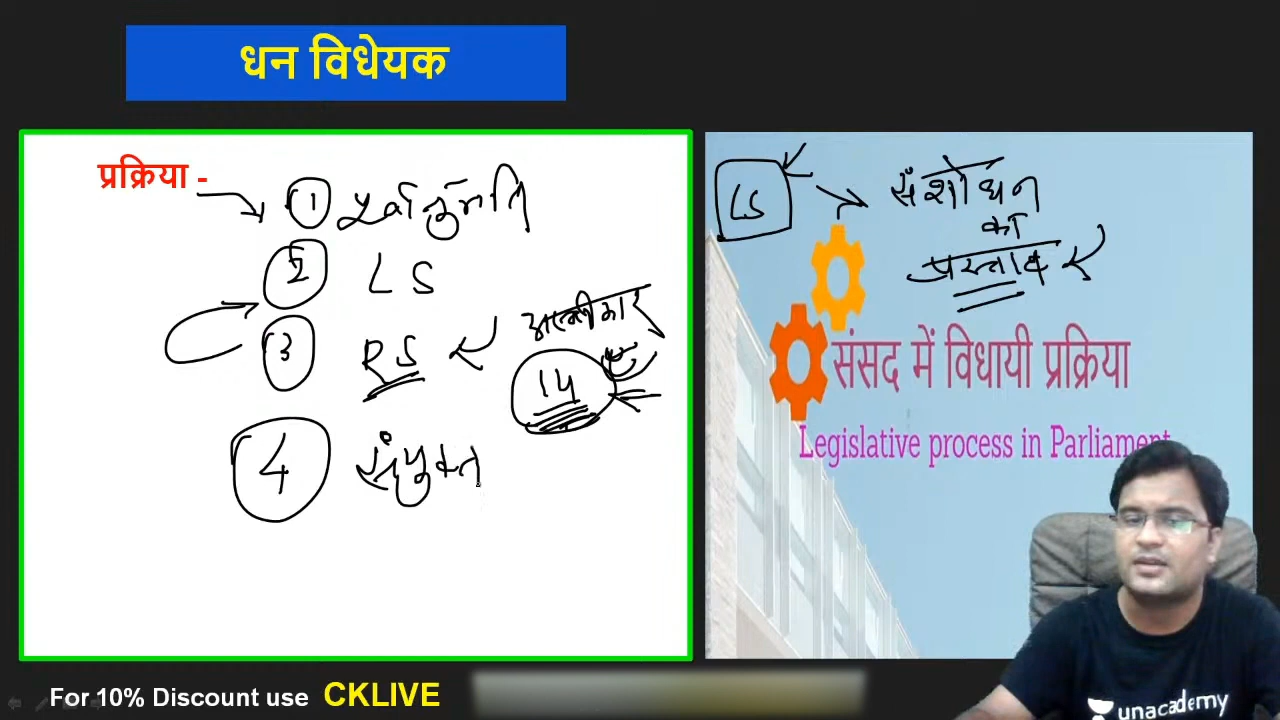 धन विधेयक
प्रक्रिया -
1 पूर्वानुमति
2 LS
3 RS
अस्वीकार
14
4 संयुक्त
LS
संशोधन
का
प्रस्ताव
संसद में विधायी प्रक्रिया
Legislative process in Parliament
unacademy
For 10% Discount use CKLIVE